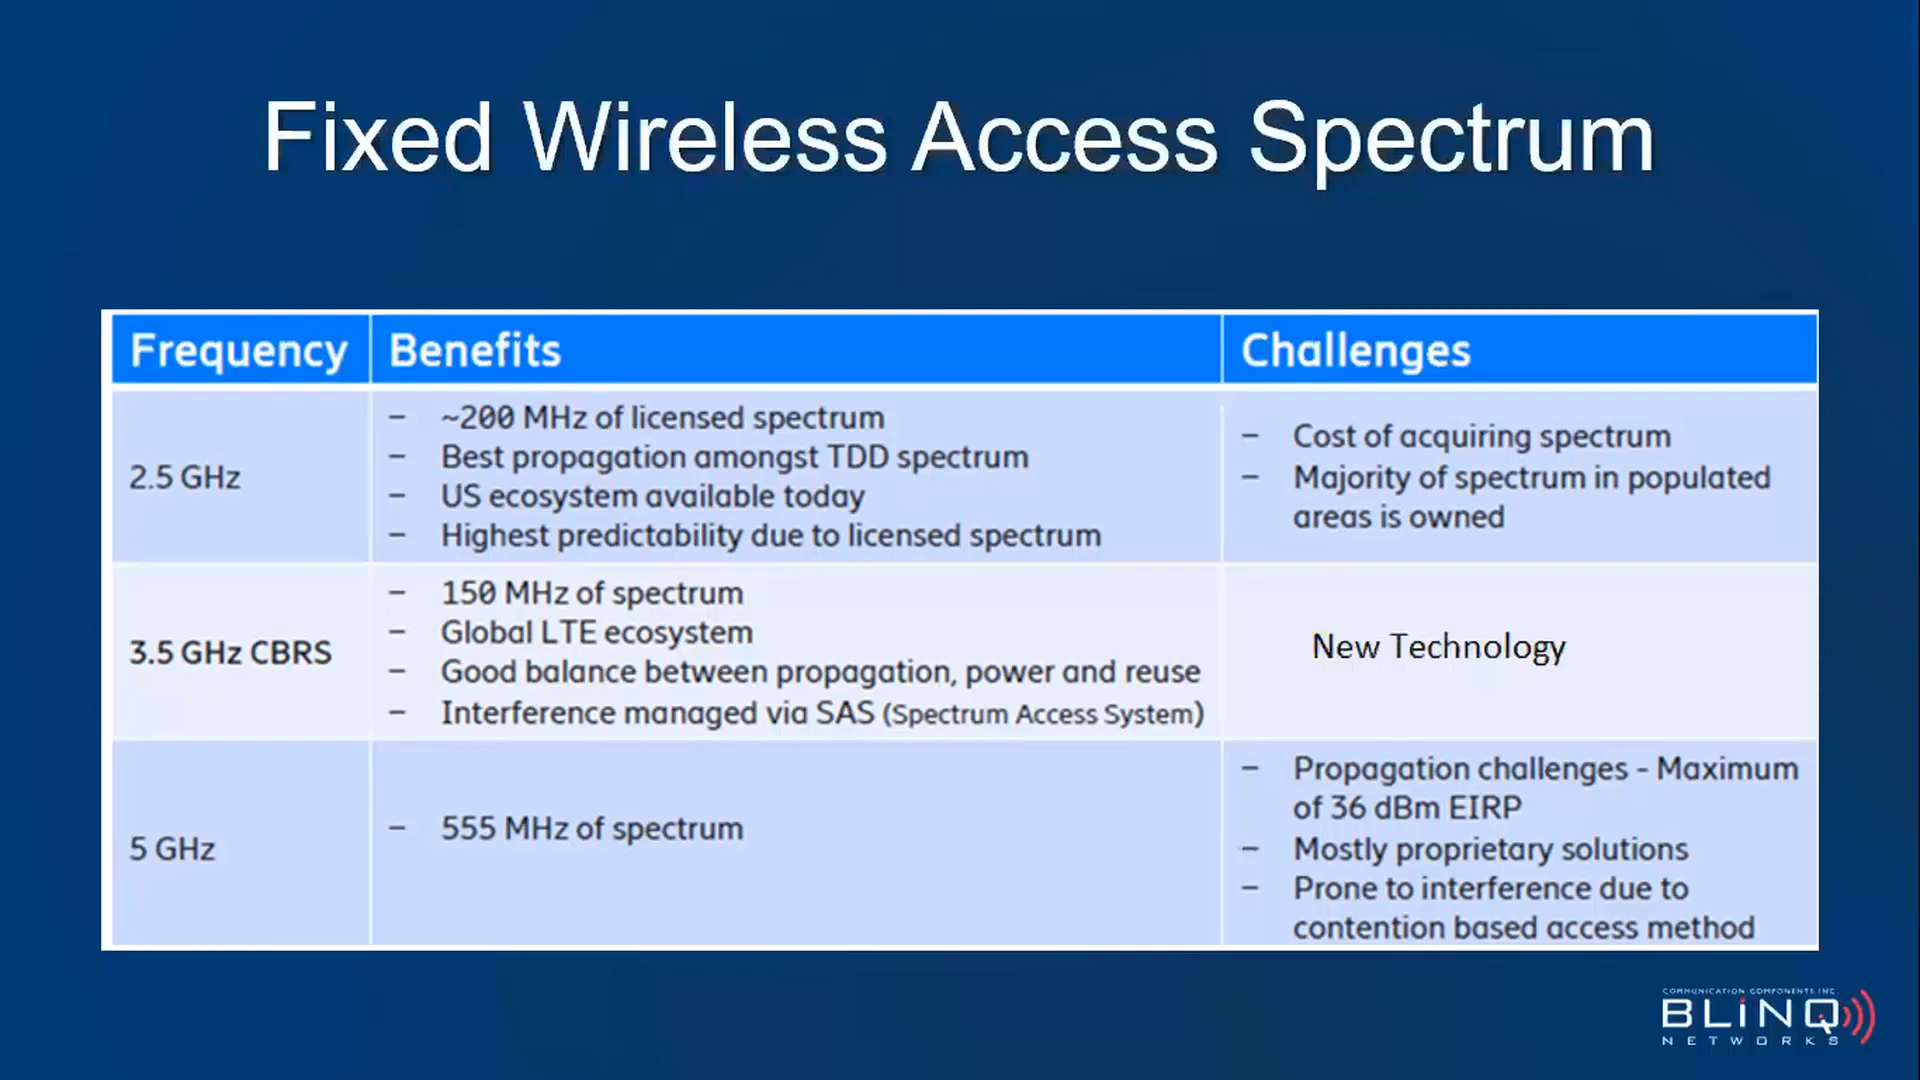 Fixed Wireless Access Spectrum
Frequency Benefits Challenges
2.5 GHz
– ~200 MHz of licensed spectrum
– Best propagation amongst TDD spectrum
– US ecosystem available today
– Highest predictability due to licensed spectrum
– Cost of acquiring spectrum
– Majority of spectrum in populated
areas is owned
3.5 GHz CBRS
– 150 MHz of spectrum
– Global LTE ecosystem
– Good balance between propagation, power and reuse
– Interference managed via SAS (Spectrum Access System)
New Technology
5 GHz
– 555 MHz of spectrum
– Propagation challenges - Maximum
of 36 dBm EIRP
– Mostly proprietary solutions
– Prone to interference due to
contention based access method
COMMUNICATION COMPONENTS INC.
BLiNQ
NETWORKS